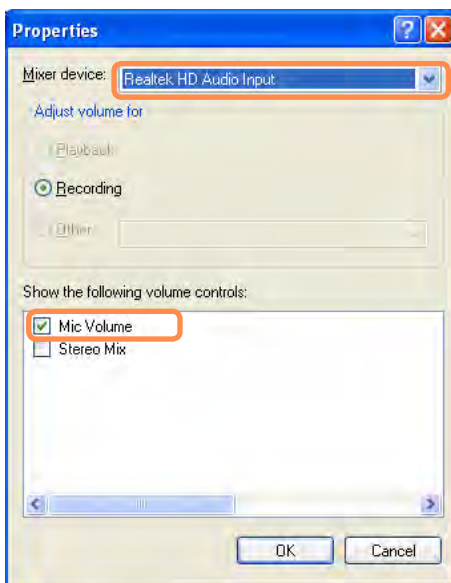 Properties
Mixer device: Realtek HD Audio Input
Adjust volume for
Playback
Recording
Other
Show the following volume controls:
Mic Volume
Stereo Mix
OK Cancel